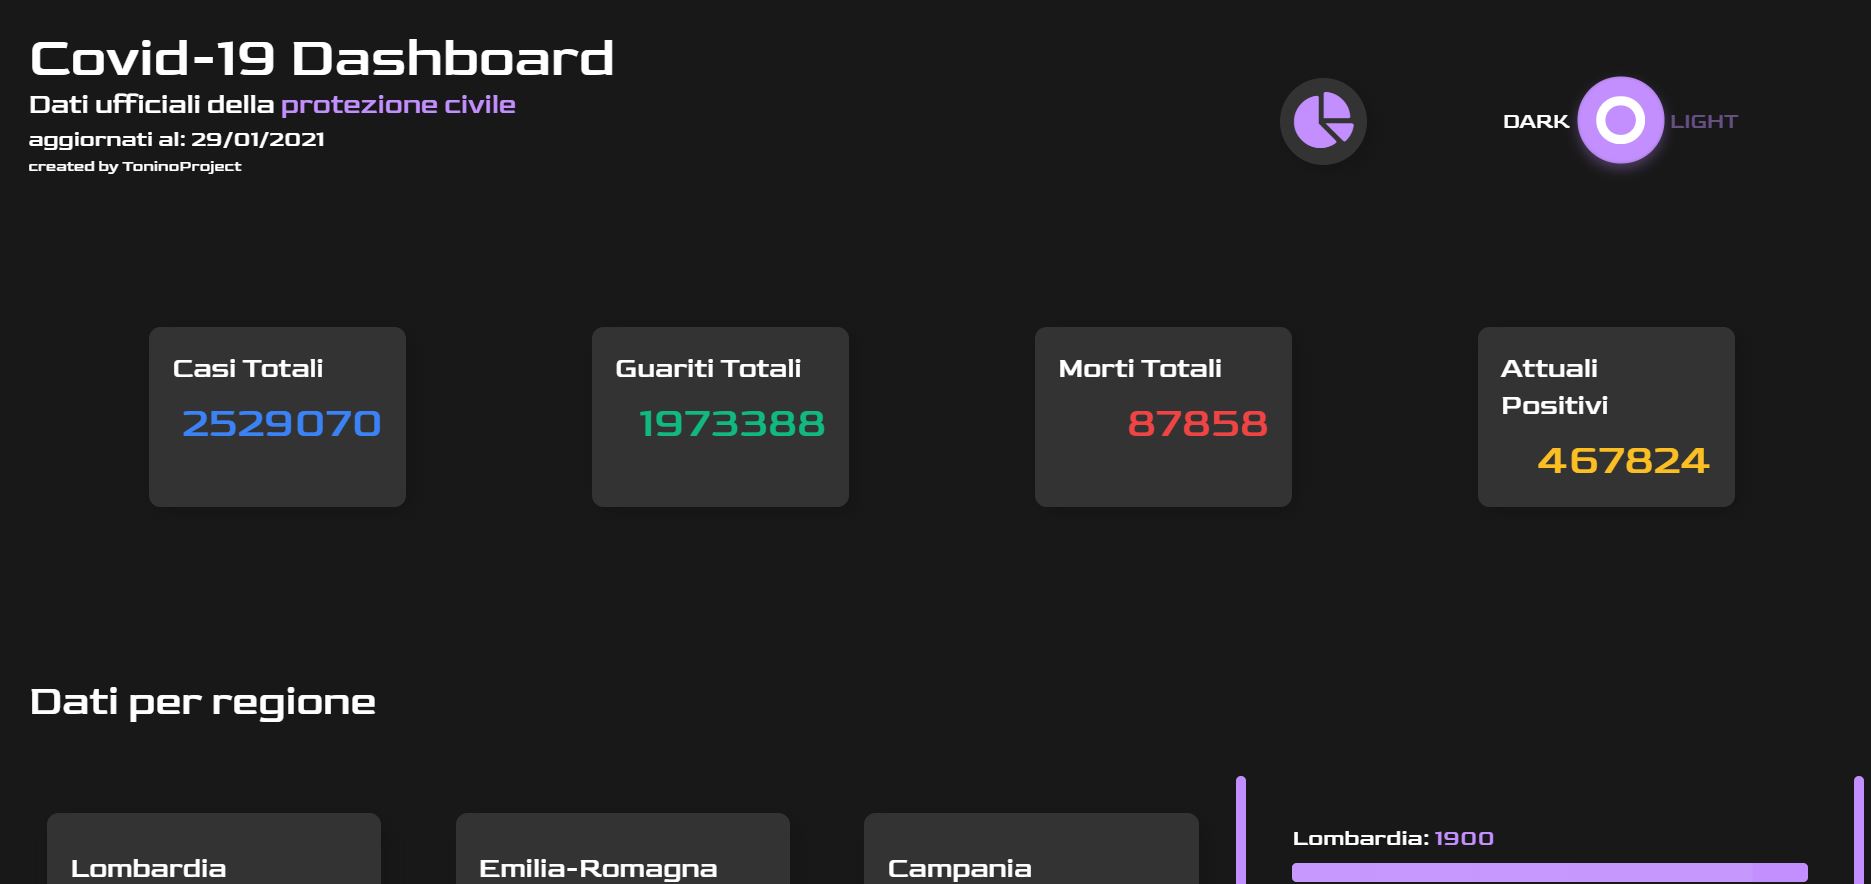 Covid-19 Dashboard
Dati ufficiali della protezione civile
aggiornati al: 29/01/2021
created by ToninoProject
DARK
LIGHT
Casi Totali
2529070
Guariti Totali
1973388
Morti Totali
87858
Attuali
Positivi
467824
Dati per regione
Lombardia
Emilia-Romagna
Campania
Lombardia: 1900